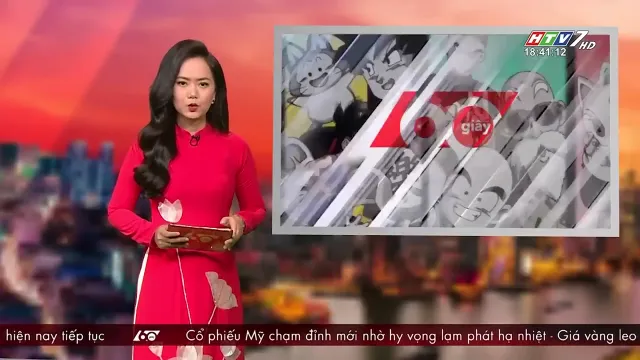 HTV7 HD
18:41:12
60 giây
hiện nay tiếp tục 60 Cổ phiếu Mỹ chạm đỉnh mới nhờ hy vọng lạm phát hạ nhiệt - Giá vàng leo